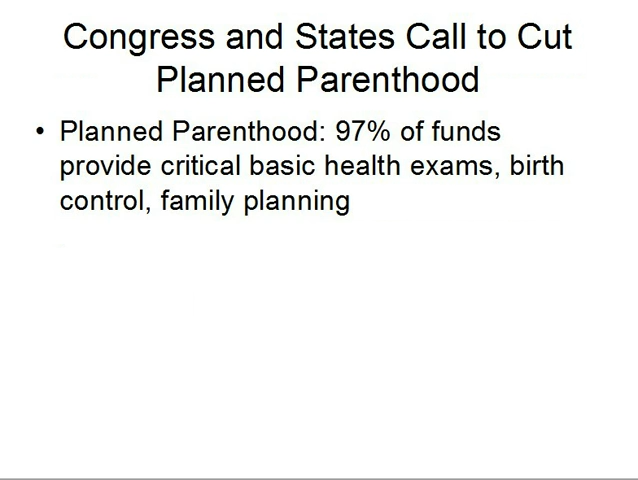 Congress and States Call to Cut
Planned Parenthood
• Planned Parenthood: 97% of funds
provide critical basic health exams, birth
control, family planning